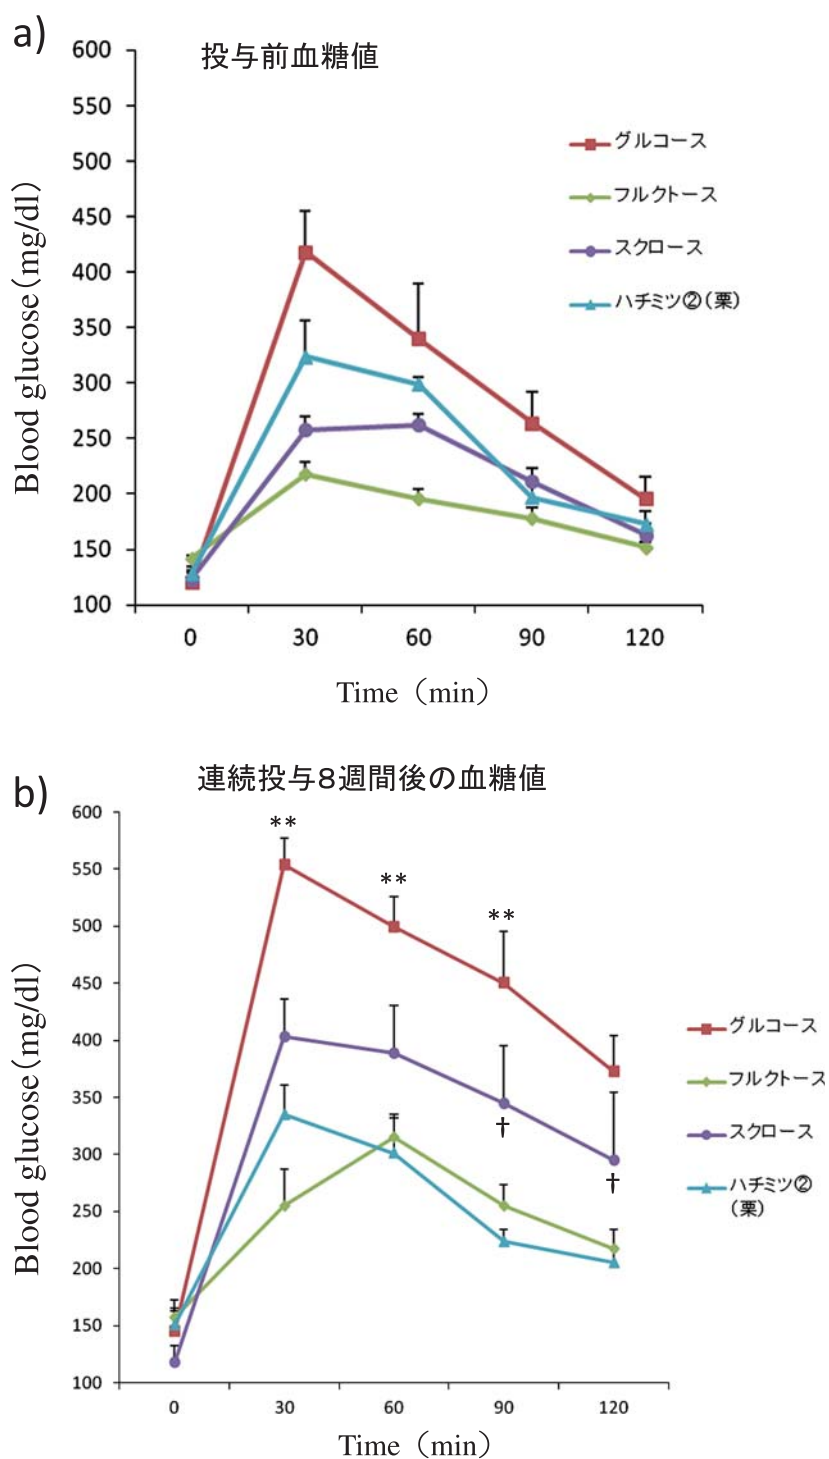 a)
投与前血糖値
600
550
500
450
400
350
300
250
200
150
100
Blood glucose(mg/dl)
グルコース
フルクトース
スクロース
ハチミツ②(栗)
0 30 60 90 120
Time (min)
b)
連続投与8週間後の血糖値
600
550
500
450
400
350
300
250
200
150
100
Blood glucose(mg/dl)
**
**
**
†
†
グルコース
フルクトース
スクロース
ハチミツ②
(栗)
0 30 60 90 120
Time (min)